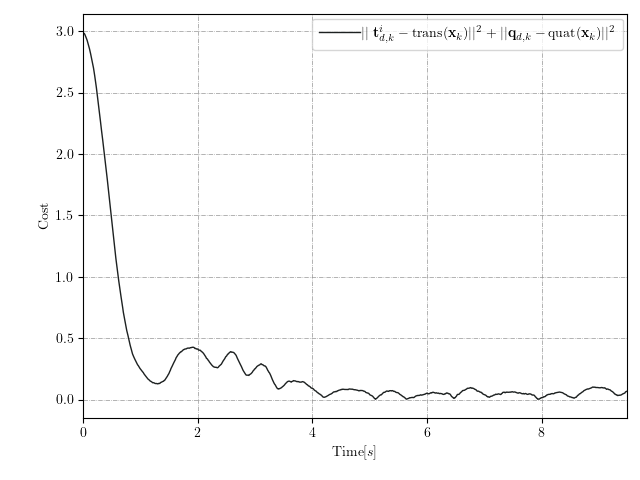 || t^i_{d,k} − trans(x_k)||^2 + ||q_{d,k} − quat(x_k)||^2
3.0
2.5
2.0
1.5
1.0
0.5
0.0
Cost
0 2 4 6 8
Time[s]